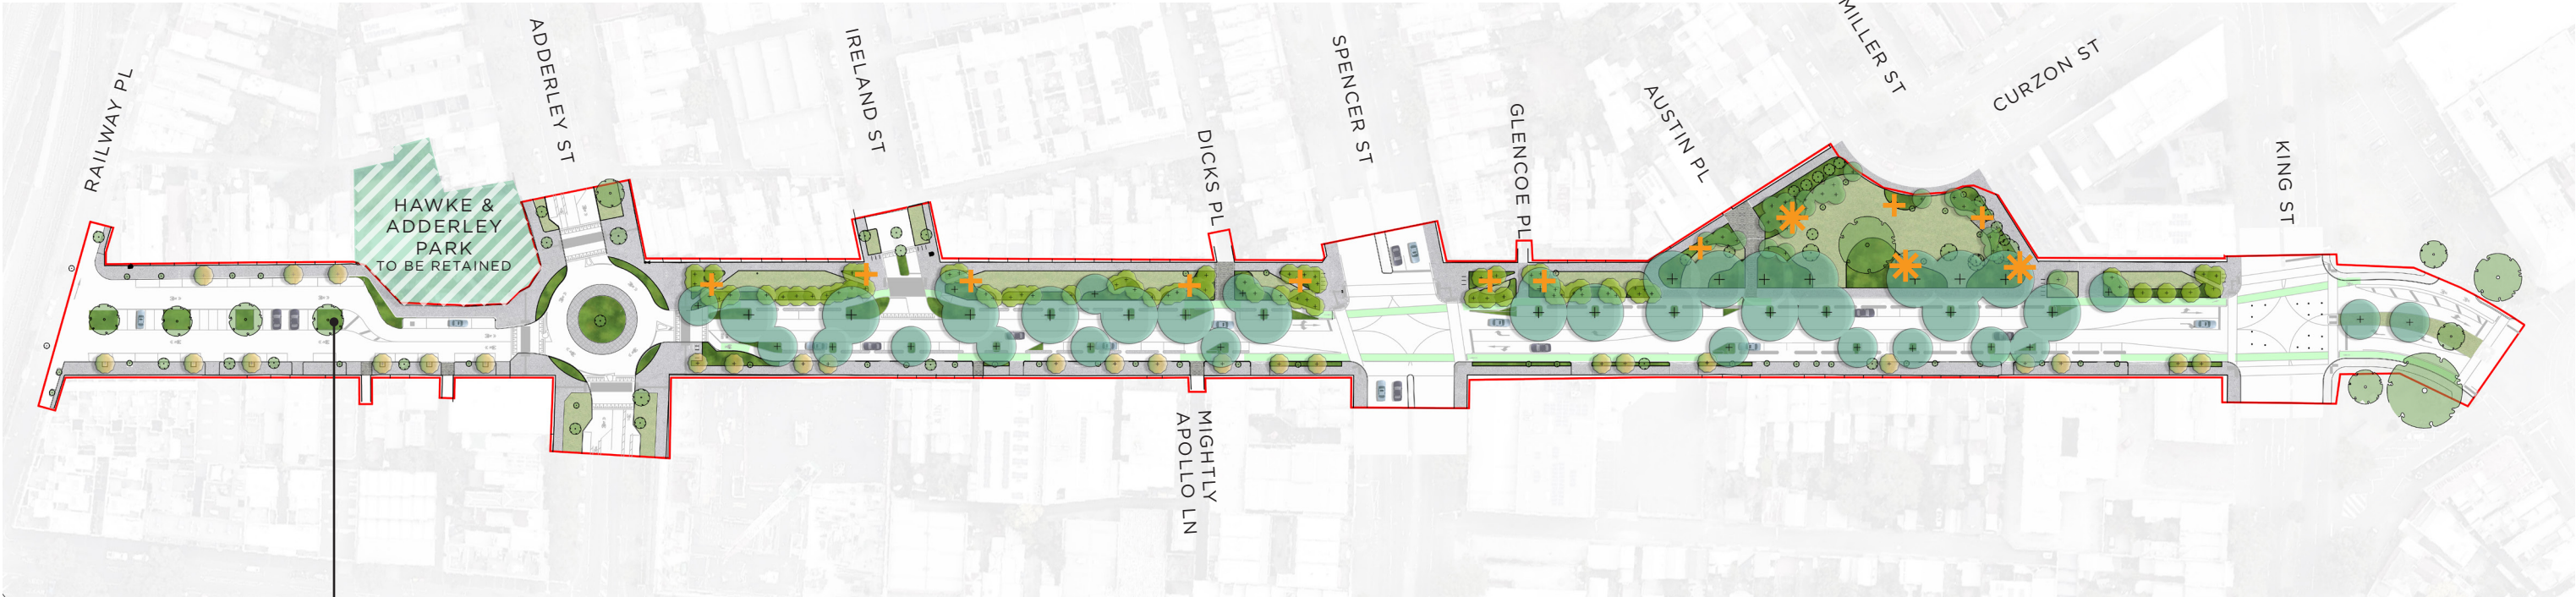 RAILWAY PL
HAWKE &
ADDERLEY
PARK
TO BE RETAINED
ADDERLEY ST
IRELAND ST
DICKS PL
SPENCER ST
GLENCOE PL
AUSTIN PL
MILLER ST
CURZON ST
KING ST
MIGHTLY
APOLLO LN